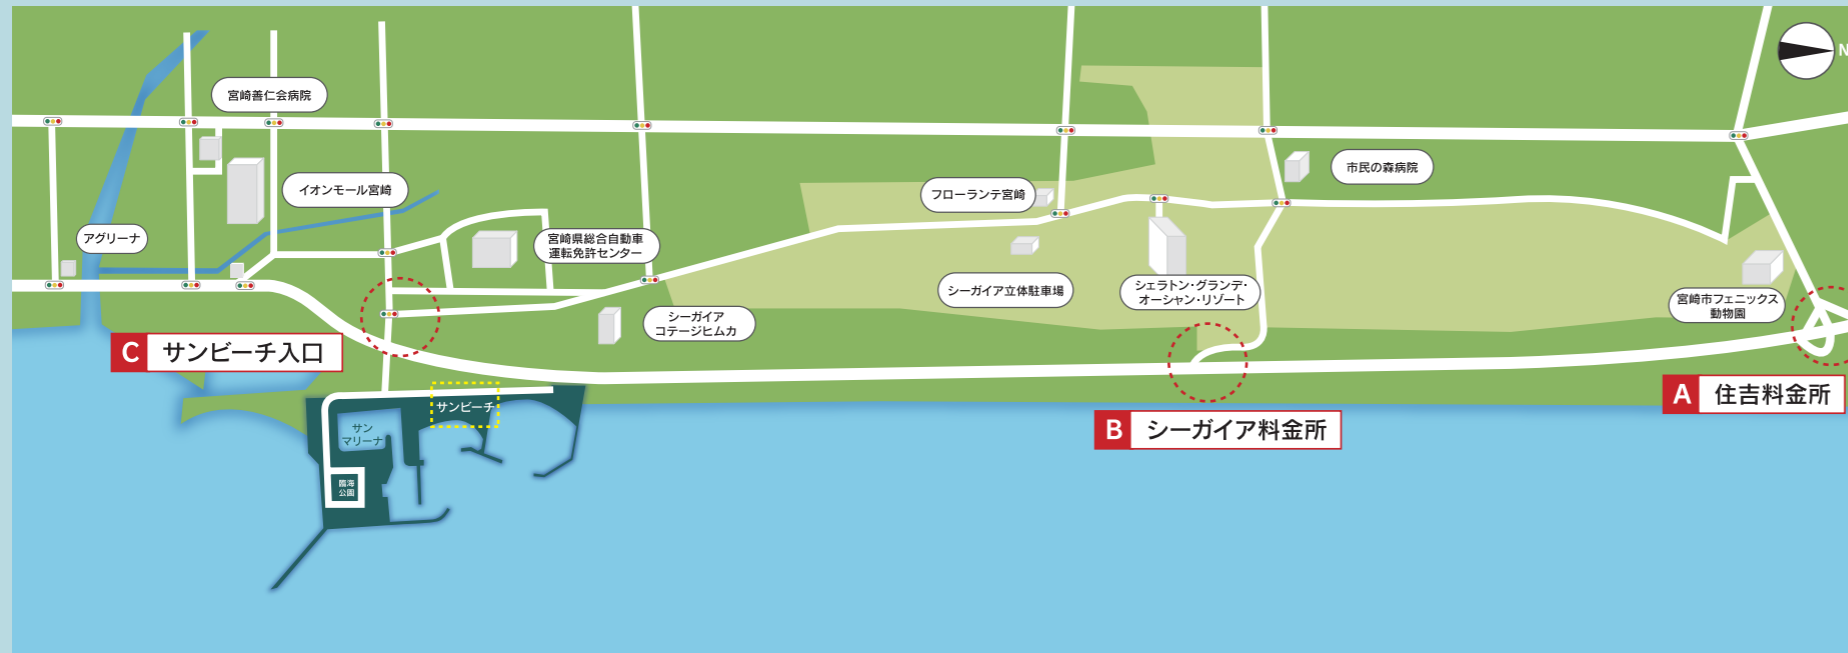 N
宮崎善仁会病院
イオンモール宮崎
アグリーナ
宮崎県総合自動車
運転免許センター
フローランテ宮崎
市民の森病院
シーガイア立体駐車場
シェラトン・グランデ・
オーシャン・リゾート
宮崎市フェニックス
動物園
シーガイア
コテージヒムカ
C サンビーチ入口
B シーガイア料金所
A 住吉料金所
サンビーチ
サン
マリーナ
臨海
公園